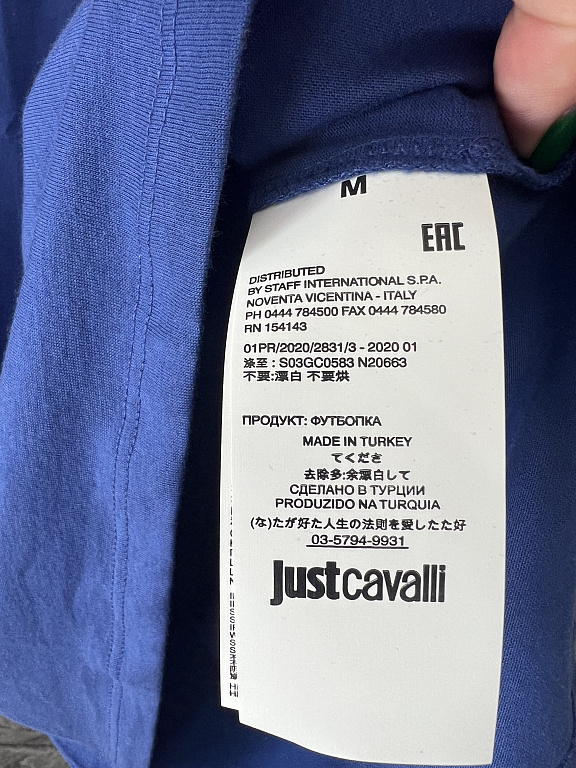 M
EAC
DISTRIBUTED
BY STAFF INTERNATIONAL S.P.A.
NOVENTA VICENTINA - ITALY
PH 0444 784500 FAX 0444 784580
RN 154143
01PR/2020/2831/3 - 2020 01
涤至 : S03GC0583 N20663
不要:漂白 不要烘
ПРОДУКТ: ФУТБОПКА
MADE IN TURKEY
てくださ
去除多:余漂白して
СДЕЛАНО В ТУРЦИИ
PRODUZIDO NA TURQUIA
(な)たが好た人生の法則を愛したた好
03-5794-9931
Justcavalli